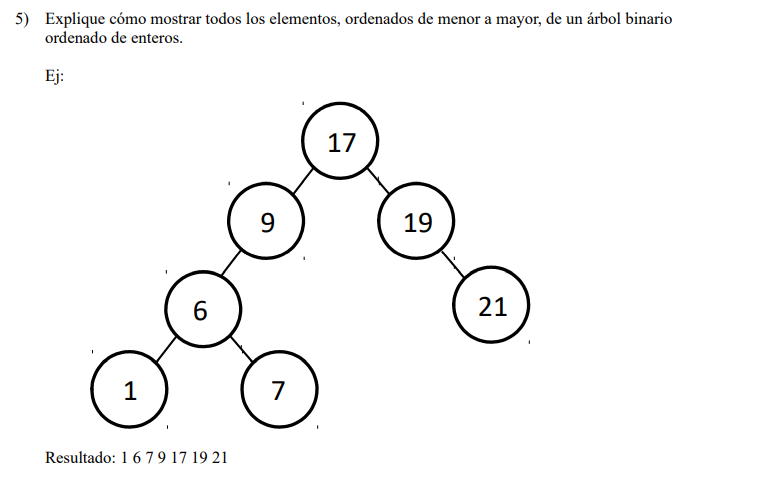 5) Explique cómo mostrar todos los elementos, ordenados de menor a mayor, de un árbol binario
ordenado de enteros.
Ej:
17
9
19
6
21
1
7
Resultado: 1 6 7 9 17 19 21